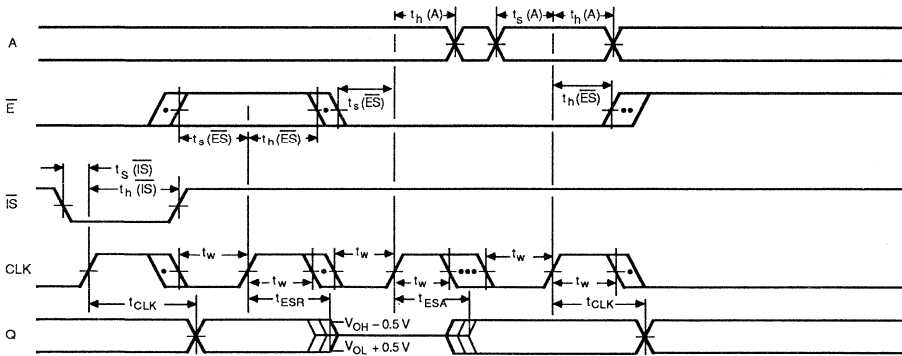 t_h (A) t_s (A) t_h (A)
A
E̅
t_s (E̅S̅) t_h (E̅S̅)
t_s (E̅S̅) t_h (E̅S̅)
t_s (I̅S̅)
t_h (I̅S̅)
I̅S̅
t_w t_w t_w
CLK
t_w t_w t_w
t_CLK t_ESR t_ESA t_CLK
V_OH – 0.5 V
Q
V_OL + 0.5 V